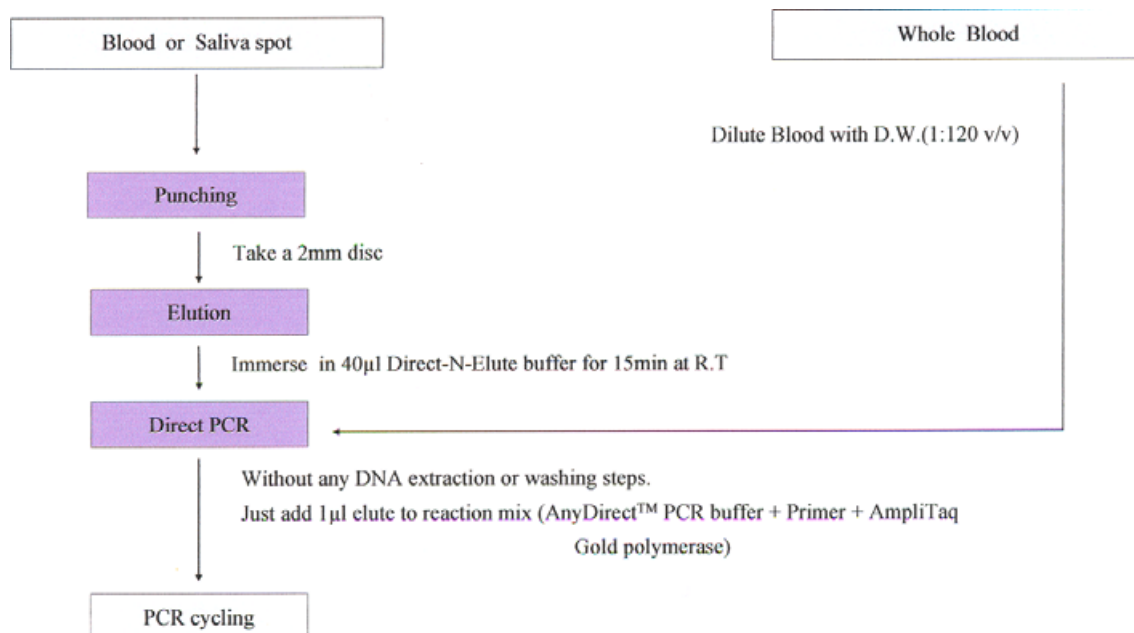 Blood or Saliva spot
Whole Blood
Dilute Blood with D.W.(1:120 v/v)
Punching
Take a 2mm disc
Elution
Immerse in 40μl Direct-N-Elute buffer for 15min at R.T
Direct PCR
Without any DNA extraction or washing steps.
Just add 1μl elute to reaction mix (AnyDirect™ PCR buffer + Primer + AmpliTaq
Gold polymerase)
PCR cycling